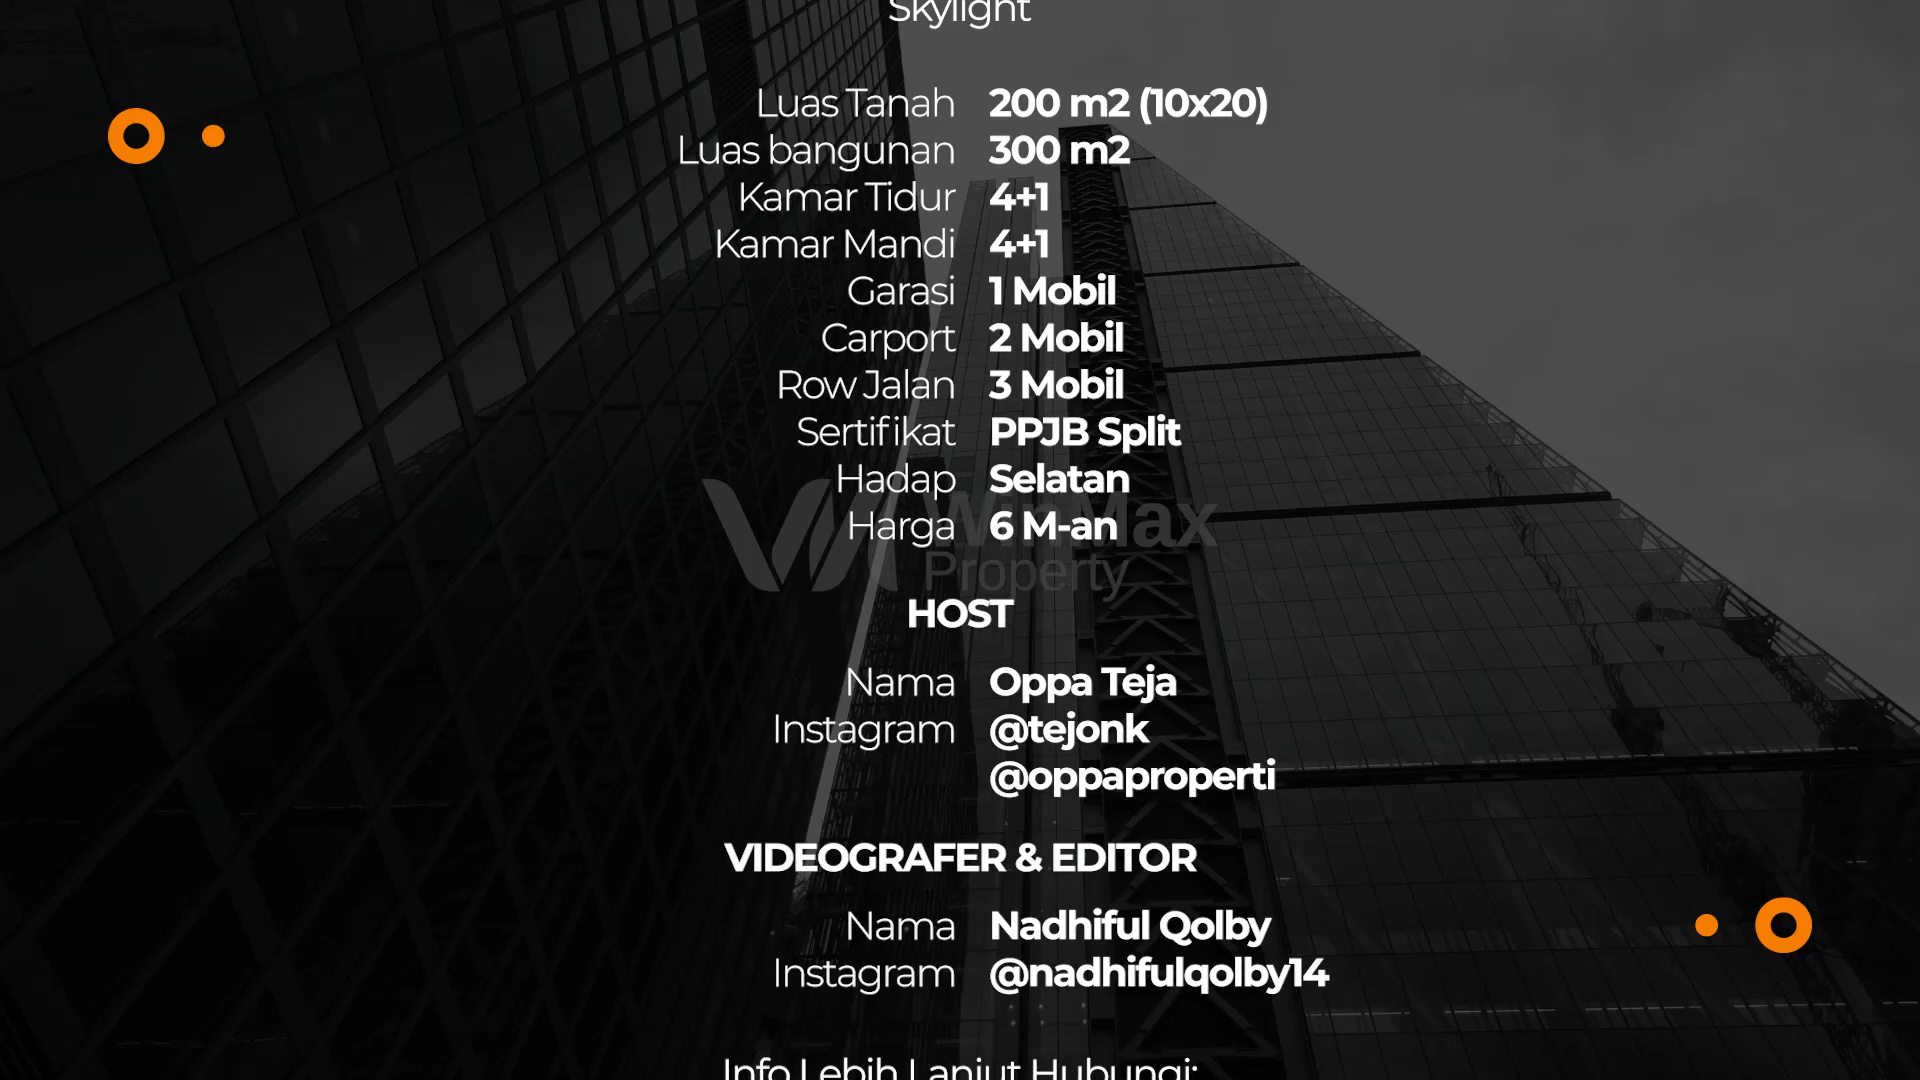 Skylight
Luas Tanah 200 m2 (10x20)
Luas bangunan 300 m2
Kamar Tidur 4+1
Kamar Mandi 4+1
Garasi 1 Mobil
Carport 2 Mobil
Row Jalan 3 Mobil
Sertifikat PPJB Split
Hadap Selatan
Harga 6 M-an
WinMax
Property
HOST
Nama Oppa Teja
Instagram @tejonk
@oppaproperti
VIDEOGRAFER & EDITOR
Nama Nadhiful Qolby
Instagram @nadhifulqolby14
Info Lebih Lanjut Hubungi: